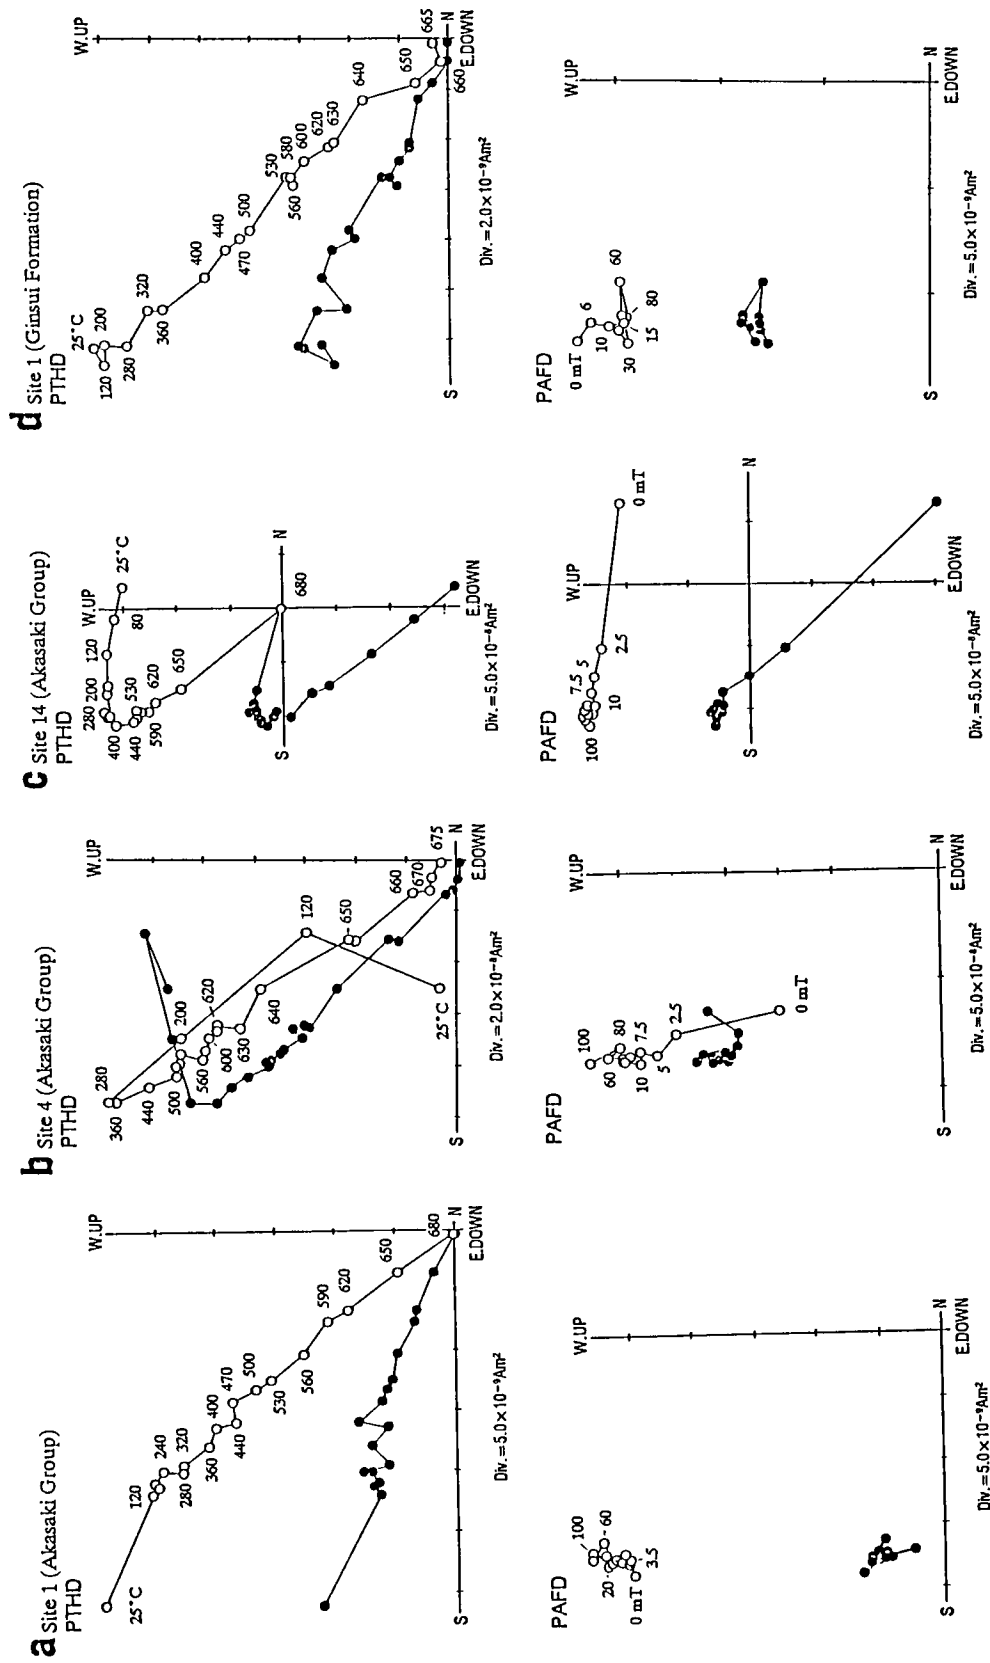 a Site 1 (Akasaki Group)
PTHD
W.UP
25°C
120
240
280
320
360
400
440
470
500
530
560
590
620
650
680
N
S
E.DOWN
Div.=5.0×10⁻⁹Am²
PAFD
W.UP
100
60
20
0 mT
3.5
N
S
E.DOWN
Div.=5.0×10⁻⁹Am²
b Site 4 (Akasaki Group)
PTHD
W.UP
280
360
200
440
500
560
620
600
630
640
120
650
660
670
675
25°C
N
S
E.DOWN
Div.=2.0×10⁻⁸Am²
PAFD
W.UP
100
80
60
7.5
10
5
2.5
0 mT
N
S
E.DOWN
Div.=5.0×10⁻⁸Am²
c Site 14 (Akasaki Group)
PTHD
W.UP
25°C
80
120
200
280
400
440
530
590
620
650
680
N
S
E.DOWN
Div.=5.0×10⁻⁸Am²
PAFD
W.UP
0 mT
2.5
5
7.5
10
100
N
S
E.DOWN
Div.=5.0×10⁻⁸Am²
d Site 1 (Ginsui Formation)
PTHD
W.UP
25°C
200
120
280
320
360
400
440
470
500
530
560
580
600
620
630
640
650
660
665
N
S
E.DOWN
Div.=2.0×10⁻⁹Am²
PAFD
W.UP
0 mT
6
10
60
80
15
30
N
S
E.DOWN
Div.=5.0×10⁻⁹Am²